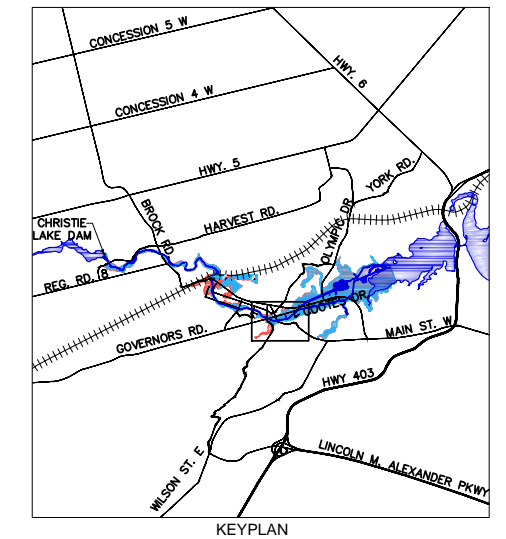 CONCESSION 5 W
HWY. 6
CONCESSION 4 W
HWY. 5
YORK RD.
BROCK RD.
HARVEST RD.
OLYMPIC DR
CHRISTIE
LAKE DAM
REG. RD. (8
COOTES DR.
GOVERNORS RD.
MAIN ST. W
HWY 403
WILSON ST. E
LINCOLN M. ALEXANDER PKWY
KEYPLAN